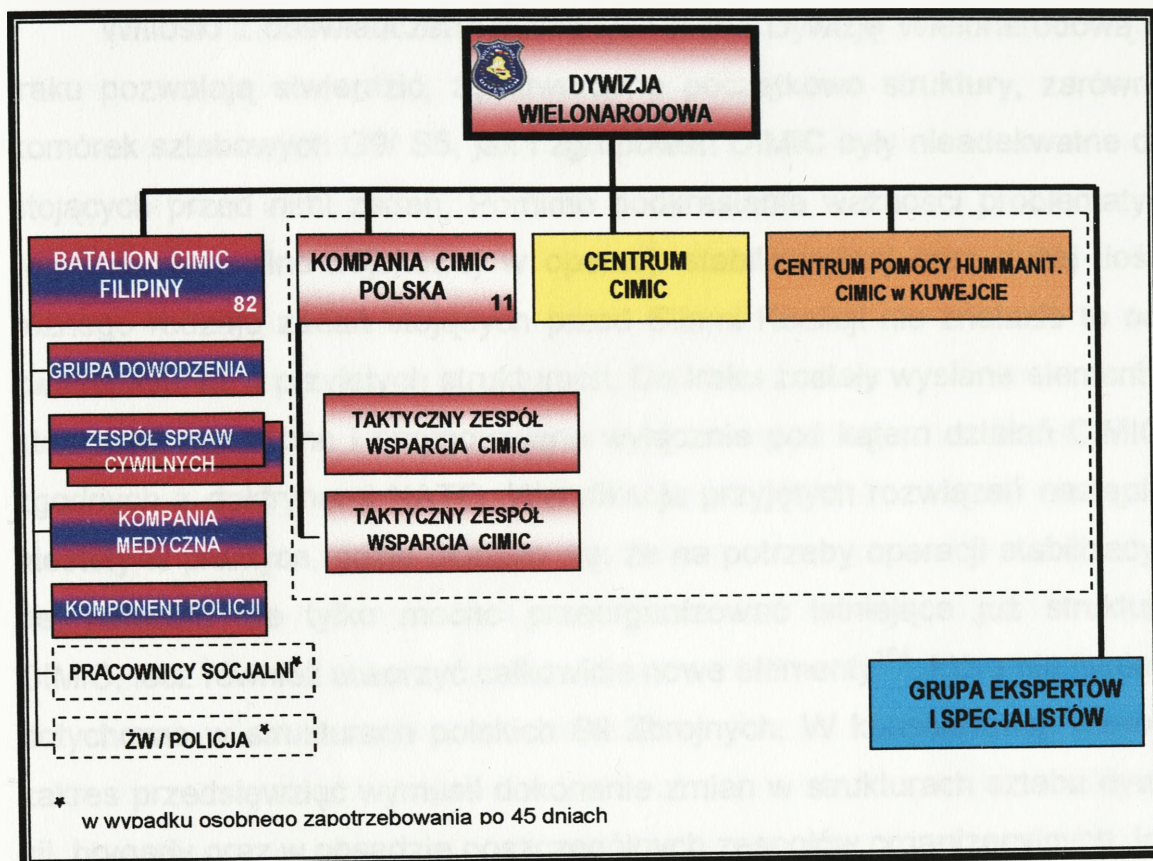 DYWIZJA
WIELONARODOWA
BATALION CIMIC
FILIPINY
82
KOMPANIA CIMIC
POLSKA
11
CENTRUM
CIMIC
CENTRUM POMOCY HUMMANIT.
CIMIC w KUWEJCIE
GRUPA DOWODZENIA
ZESPÓŁ SPRAW
CYWILNYCH
KOMPANIA
MEDYCZNA
KOMPONENT POLICJI
PRACOWNICY SOCJALNI*
ŻW/ POLICJA *
TAKTYCZNY ZESPÓŁ
WSPARCIA CIMIC
TAKTYCZNY ZESPÓŁ
WSPARCIA CIMIC
GRUPA EKSPERTÓW
I SPECJALISTÓW
*
w wypadku osobnego zapotrzebowania po 45 dniach